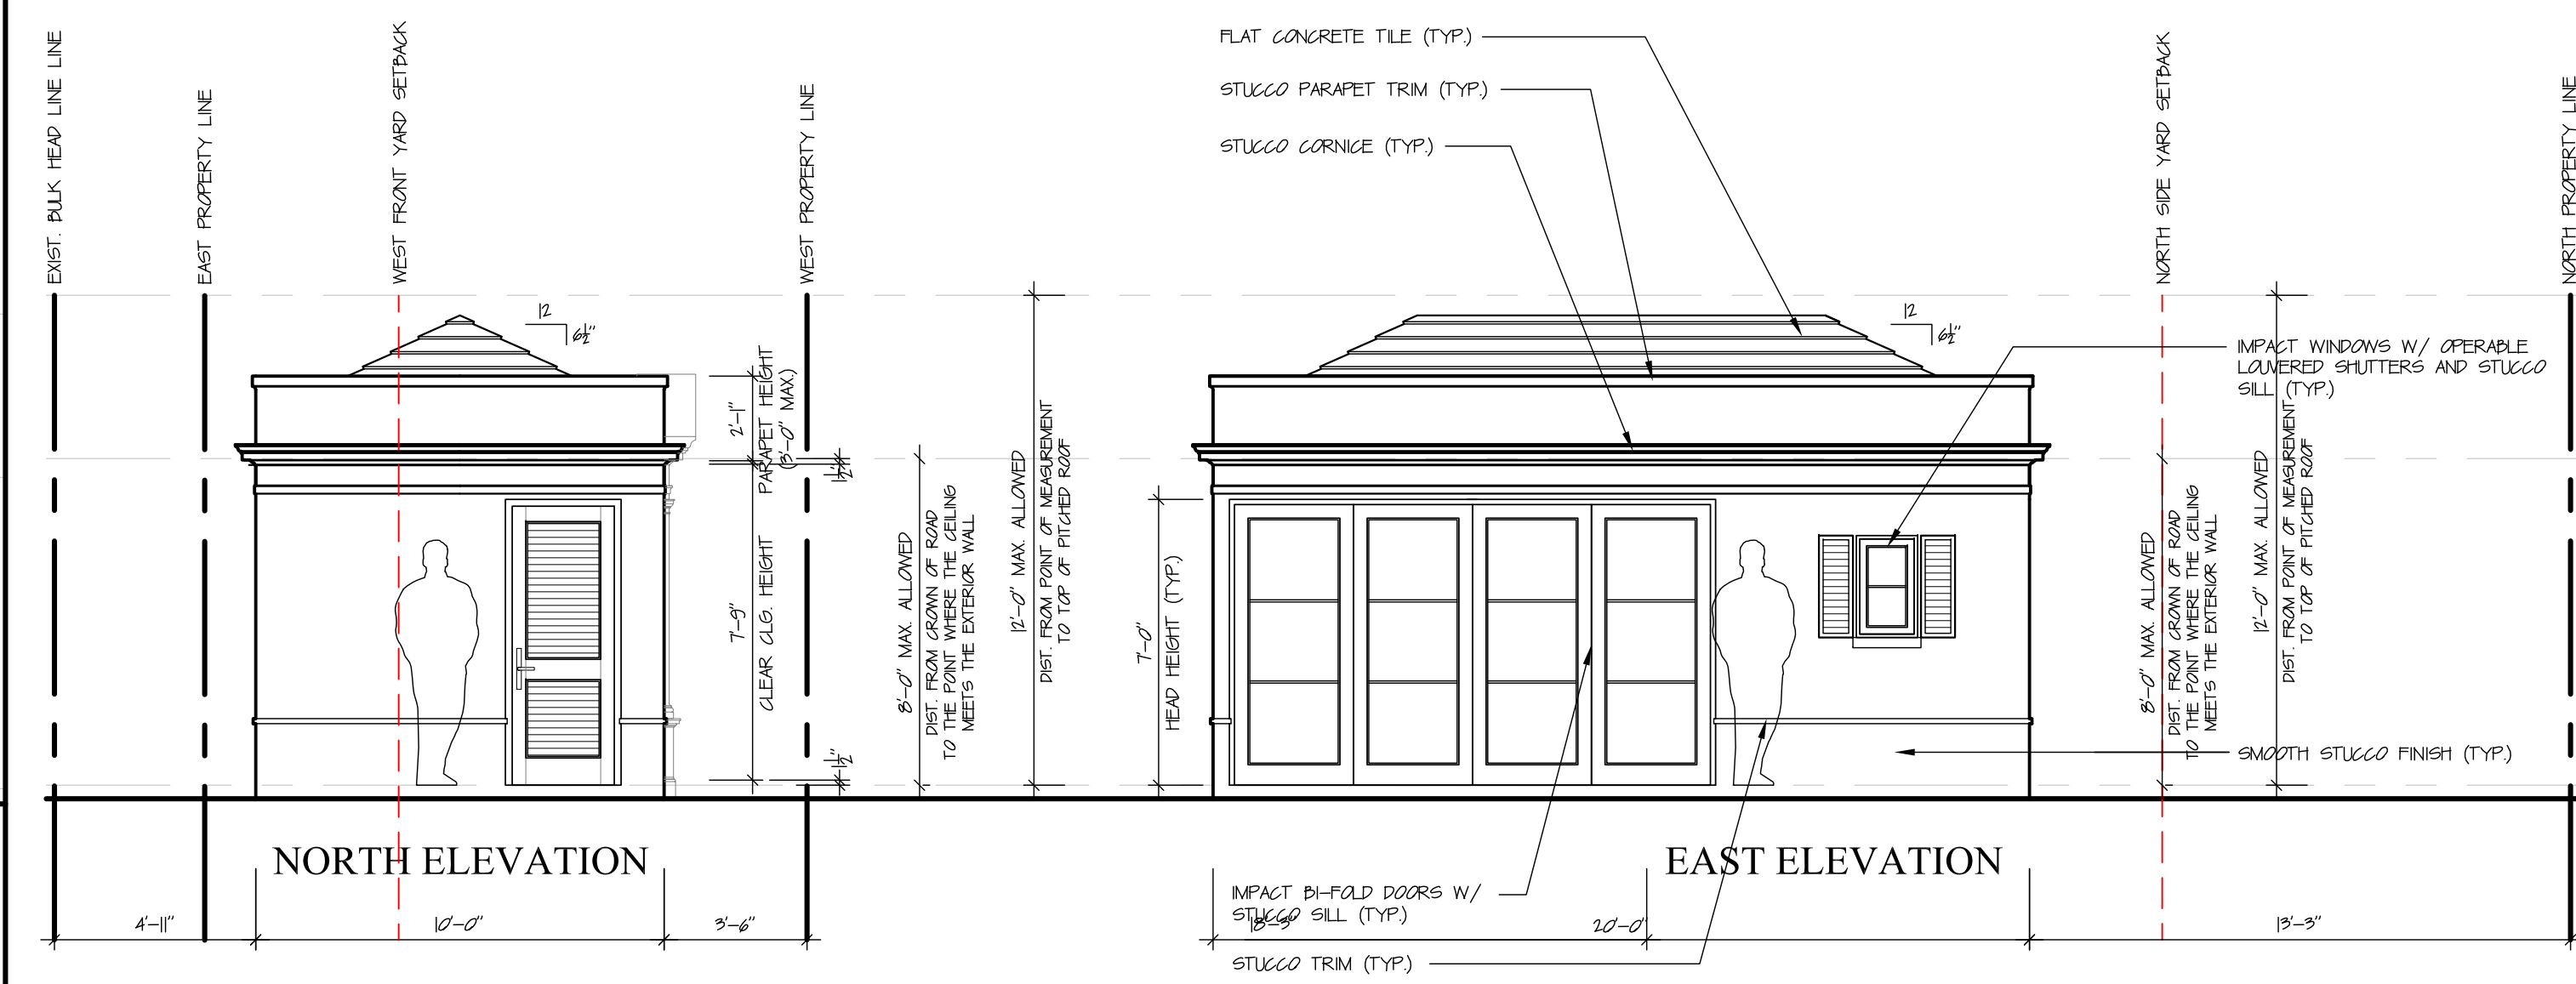 EXIST. BULK HEAD LINE LINE
EAST PROPERTY LINE
WEST FRONT YARD SETBACK
WEST PROPERTY LINE
12
6½"
2'-1"
PARAPET HEIGHT
(3'-0" MAX.)
1½"
7'-9"
CLEAR CLG. HEIGHT
1½"
8'-0" MAX. ALLOWED
DIST. FROM CROWN OF ROAD
TO THE POINT WHERE THE CEILING
MEETS THE EXTERIOR WALL
12'-0" MAX. ALLOWED
DIST. FROM POINT OF MEASUREMENT
TO TOP OF PITCHED ROOF
NORTH ELEVATION
4'-11"
10'-0"
3'-6"
FLAT CONCRETE TILE (TYP.)
STUCCO PARAPET TRIM (TYP.)
STUCCO CORNICE (TYP.)
NORTH SIDE YARD SETBACK
NORTH PROPERTY LINE
12
6½"
IMPACT WINDOWS W/ OPERABLE
LOUVERED SHUTTERS AND STUCCO
SILL (TYP.)
7'-0"
HEAD HEIGHT (TYP.)
8'-0" MAX. ALLOWED
DIST. FROM CROWN OF ROAD
TO THE POINT WHERE THE CEILING
MEETS THE EXTERIOR WALL
12'-0" MAX. ALLOWED
DIST. FROM POINT OF MEASUREMENT
TO TOP OF PITCHED ROOF
SMOOTH STUCCO FINISH (TYP.)
EAST ELEVATION
IMPACT BI-FOLD DOORS W/
STUCCO SILL (TYP.)
18'-3"
20'-0"
13'-3"
STUCCO TRIM (TYP.)